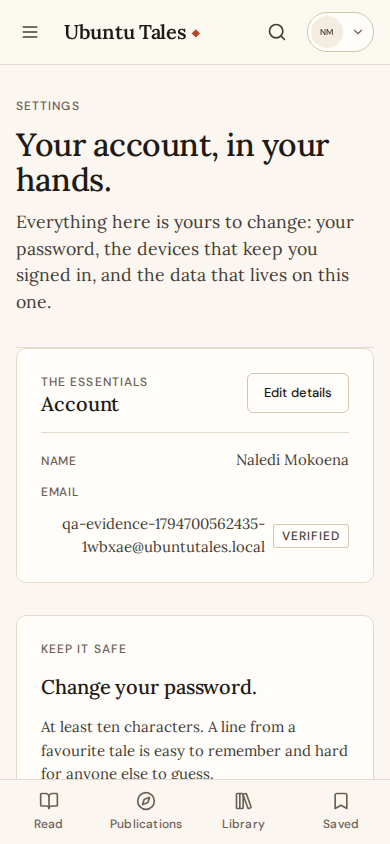 Ubuntu Tales
NM
SETTINGS
Your account, in your
hands.
Everything here is yours to change: your
password, the devices that keep you
signed in, and the data that lives on this
one.
THE ESSENTIALS
Account
Edit details
NAME
Naledi Mokoena
EMAIL
qa-evidence-1794700562435-
1wbxae@ubuntutales.local
VERIFIED
KEEP IT SAFE
Change your password.
At least ten characters. A line from a
favourite tale is easy to remember and hard
for anyone else to guess.
Read
Publications
Library
Saved